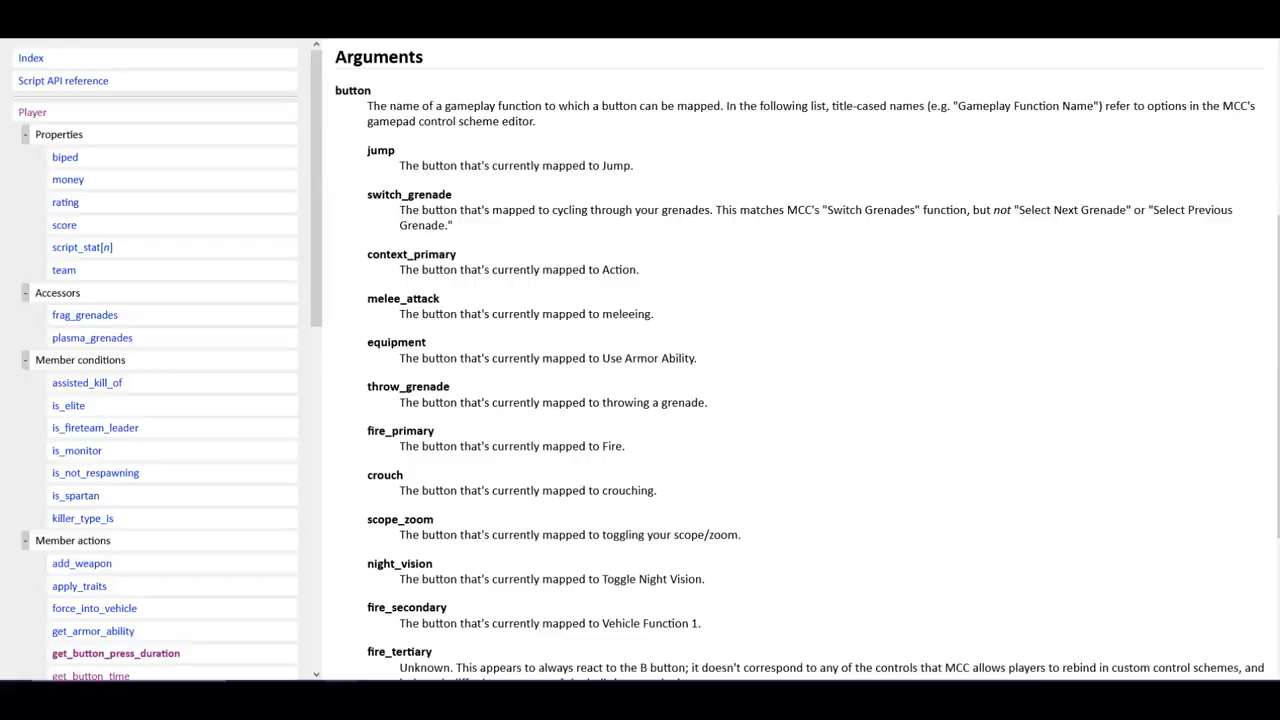 Index
Script API reference
Player
- Properties
biped
money
rating
score
script_stat[n]
team
- Accessors
frag_grenades
plasma_grenades
- Member conditions
assisted_kill_of
is_elite
is_fireteam_leader
is_monitor
is_not_respawning
is_spartan
killer_type_is
- Member actions
add_weapon
apply_traits
force_into_vehicle
get_armor_ability
get_button_press_duration
get_button_time
Arguments
button
The name of a gameplay function to which a button can be mapped. In the following list, title-cased names (e.g. "Gameplay Function Name") refer to options in the MCC's
gamepad control scheme editor.
jump
The button that's currently mapped to Jump.
switch_grenade
The button that's mapped to cycling through your grenades. This matches MCC's "Switch Grenades" function, but not "Select Next Grenade" or "Select Previous
Grenade."
context_primary
The button that's currently mapped to Action.
melee_attack
The button that's currently mapped to meleeing.
equipment
The button that's currently mapped to Use Armor Ability.
throw_grenade
The button that's currently mapped to throwing a grenade.
fire_primary
The button that's currently mapped to Fire.
crouch
The button that's currently mapped to crouching.
scope_zoom
The button that's currently mapped to toggling your scope/zoom.
night_vision
The button that's currently mapped to Toggle Night Vision.
fire_secondary
The button that's currently mapped to Vehicle Function 1.
fire_tertiary
Unknown. This appears to always react to the B button; it doesn't correspond to any of the controls that MCC allows players to rebind in custom control schemes, and